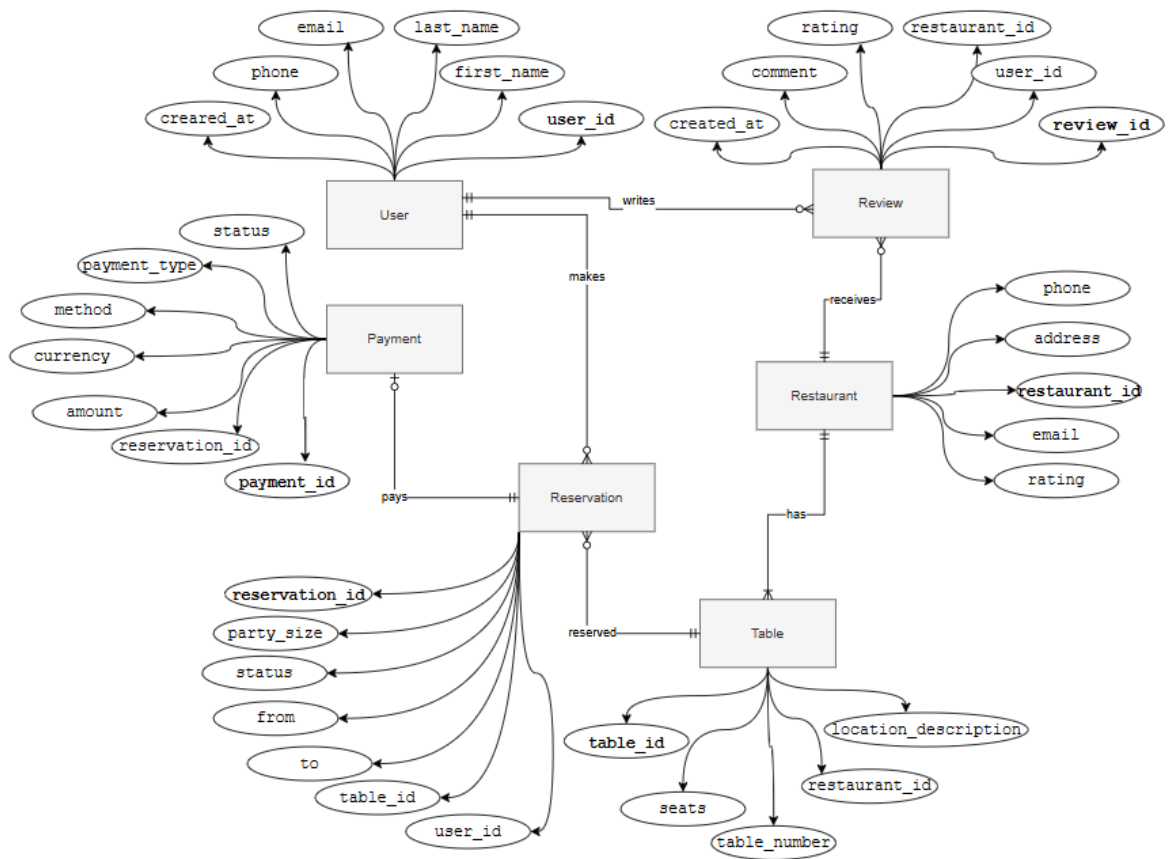 email
last_name
rating
restaurant_id
phone
first_name
comment
user_id
creared_at
user_id
created_at
review_id
User
writes
Review
status
payment_type
makes
method
Payment
receives
phone
currency
address
amount
Restaurant
restaurant_id
reservation_id
email
payment_id
rating
pays
Reservation
has
reservation_id
party_size
reserved
Table
status
from
location_description
table_id
to
restaurant_id
table_id
seats
user_id
table_number